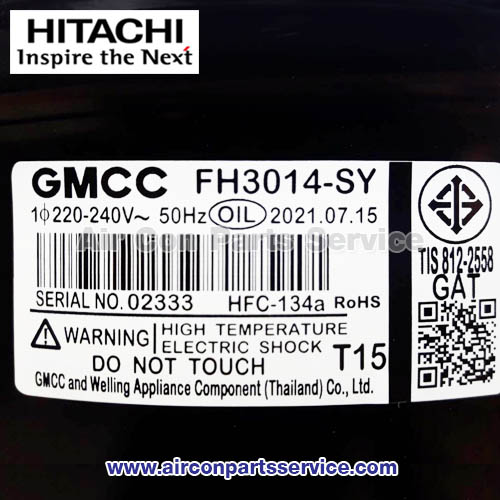 HITACHI
Inspire the Next
GMCC FH3014-SY
1ϕ220-240V~ 50Hz OIL 2021.07.15
Air Con Parts Service
TIS 812-2558
GAT
SERIAL NO. 02333 HFC-134a RoHS
WARNING HIGH TEMPERATURE
ELECTRIC SHOCK
DO NOT TOUCH T15
GMCC and Welling Appliance Component (Thailand) Co., Ltd.
www.airconpartsservice.com